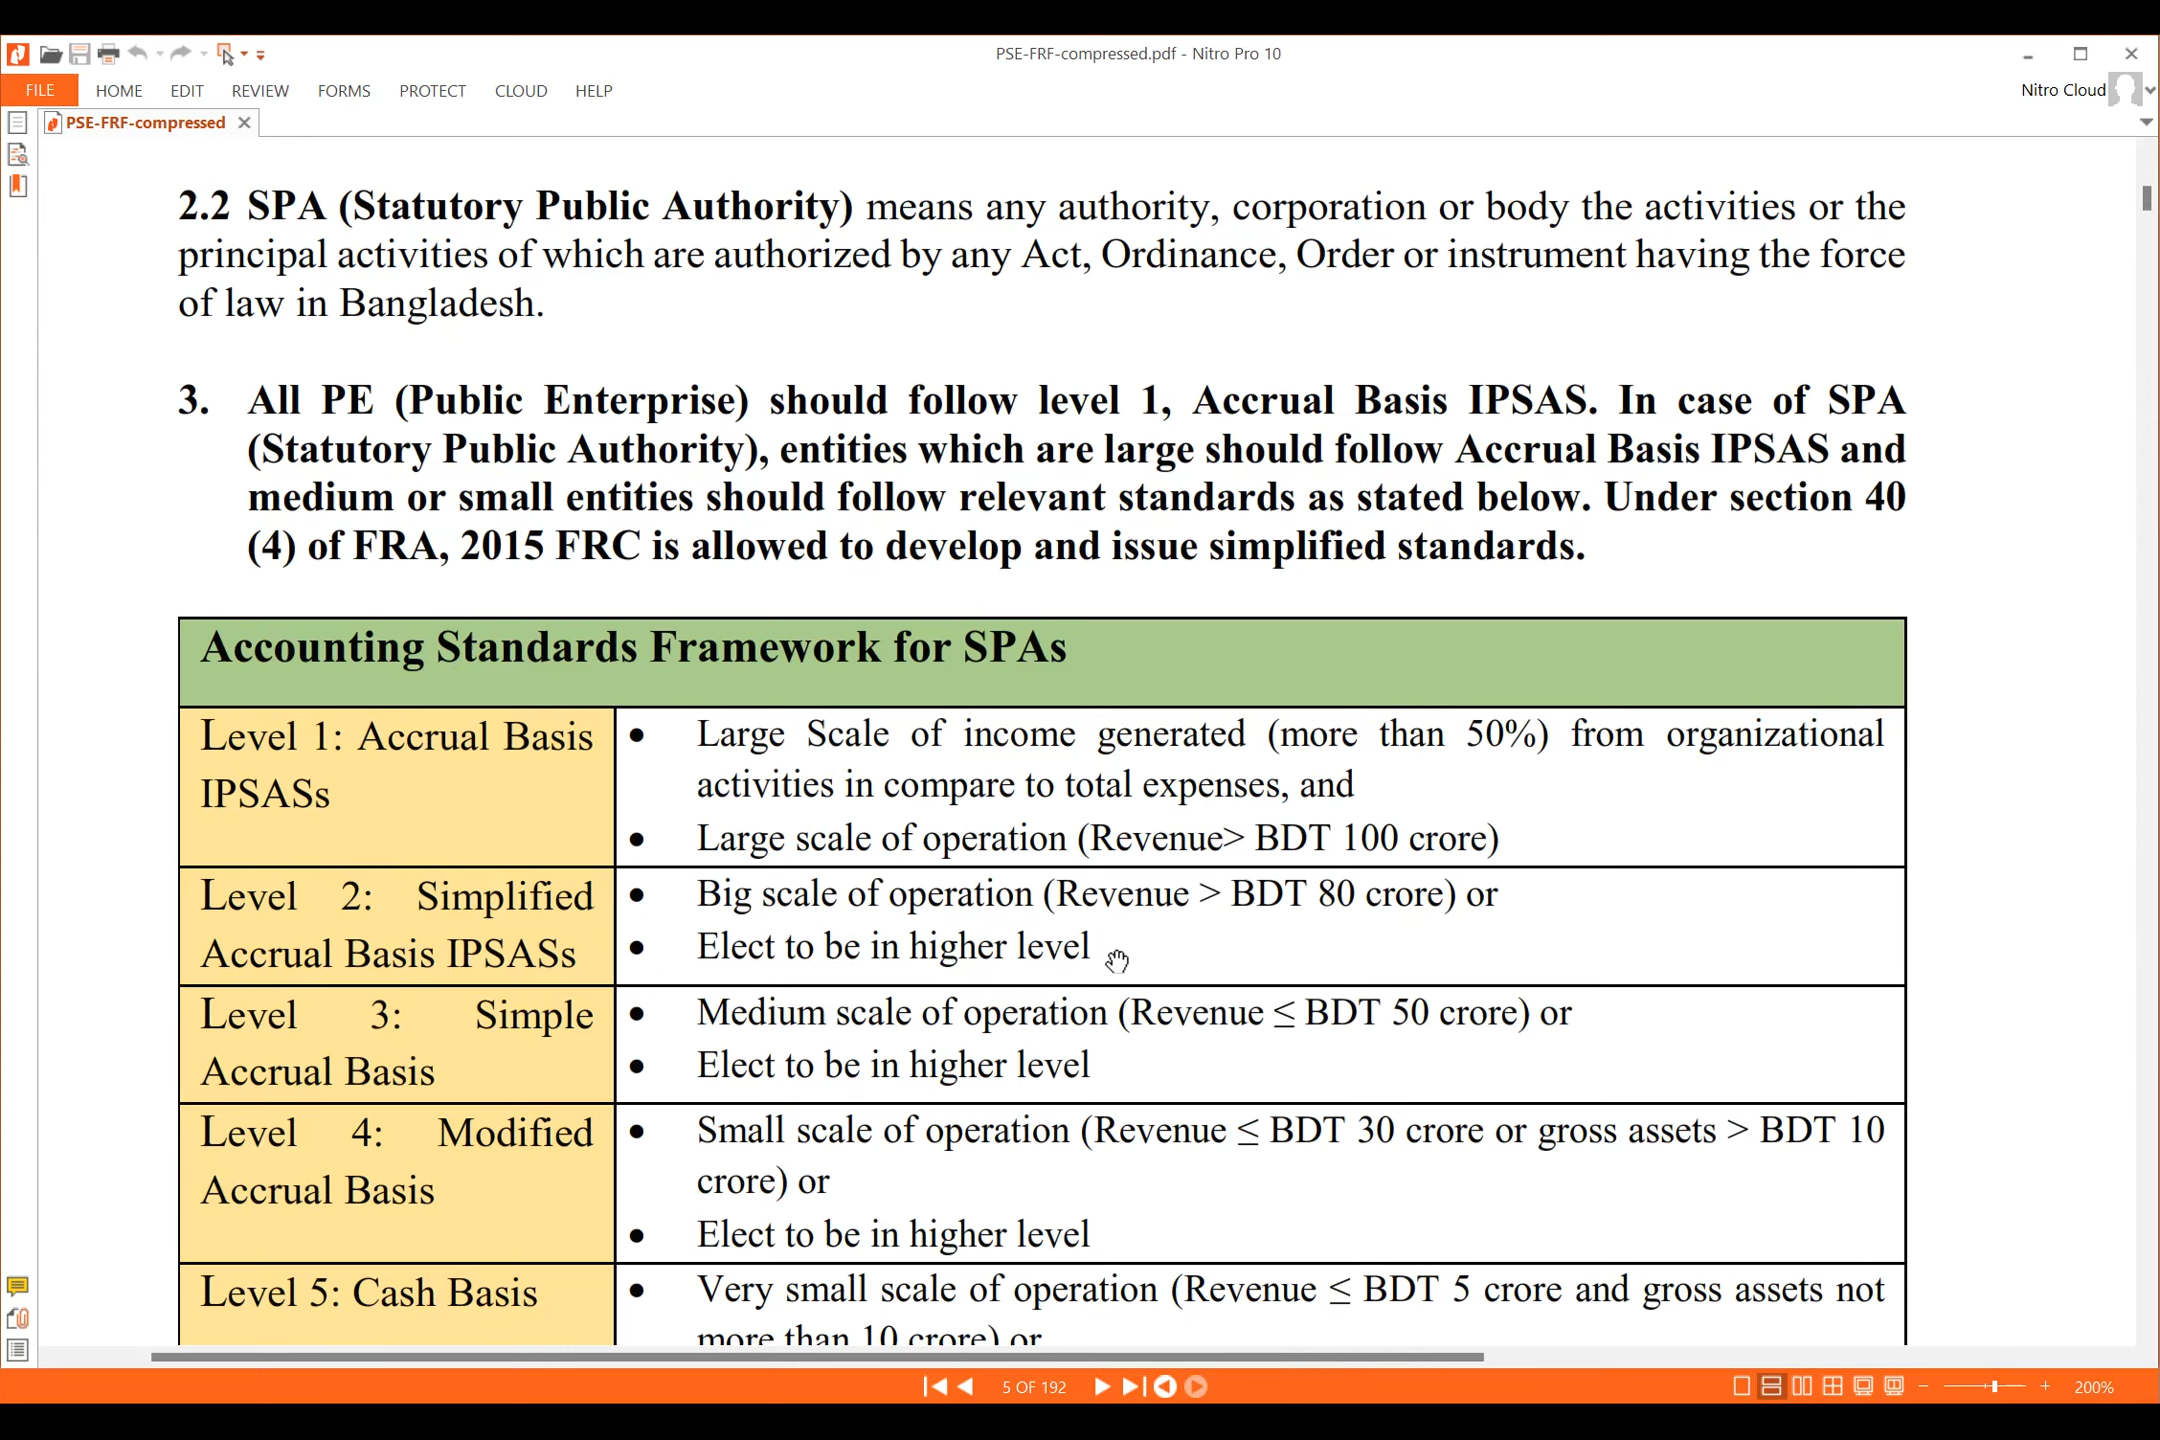 PSE-FRF-compressed.pdf - Nitro Pro 10
FILE HOME EDIT REVIEW FORMS PROTECT CLOUD HELP
Nitro Cloud
PSE-FRF-compressed
2.2 SPA (Statutory Public Authority) means any authority, corporation or body the activities or the
principal activities of which are authorized by any Act, Ordinance, Order or instrument having the force
of law in Bangladesh.
3. All PE (Public Enterprise) should follow level 1, Accrual Basis IPSAS. In case of SPA
(Statutory Public Authority), entities which are large should follow Accrual Basis IPSAS and
medium or small entities should follow relevant standards as stated below. Under section 40
(4) of FRA, 2015 FRC is allowed to develop and issue simplified standards.
Accounting Standards Framework for SPAs
Level 1: Accrual Basis
IPSASs
• Large Scale of income generated (more than 50%) from organizational
activities in compare to total expenses, and
• Large scale of operation (Revenue> BDT 100 crore)
Level 2: Simplified
Accrual Basis IPSASs
• Big scale of operation (Revenue > BDT 80 crore) or
• Elect to be in higher level
Level 3: Simple
Accrual Basis
• Medium scale of operation (Revenue ≤ BDT 50 crore) or
• Elect to be in higher level
Level 4: Modified
Accrual Basis
• Small scale of operation (Revenue ≤ BDT 30 crore or gross assets > BDT 10
crore) or
• Elect to be in higher level
Level 5: Cash Basis
• Very small scale of operation (Revenue ≤ BDT 5 crore and gross assets not
more than 10 crore) or
5 OF 192
200%